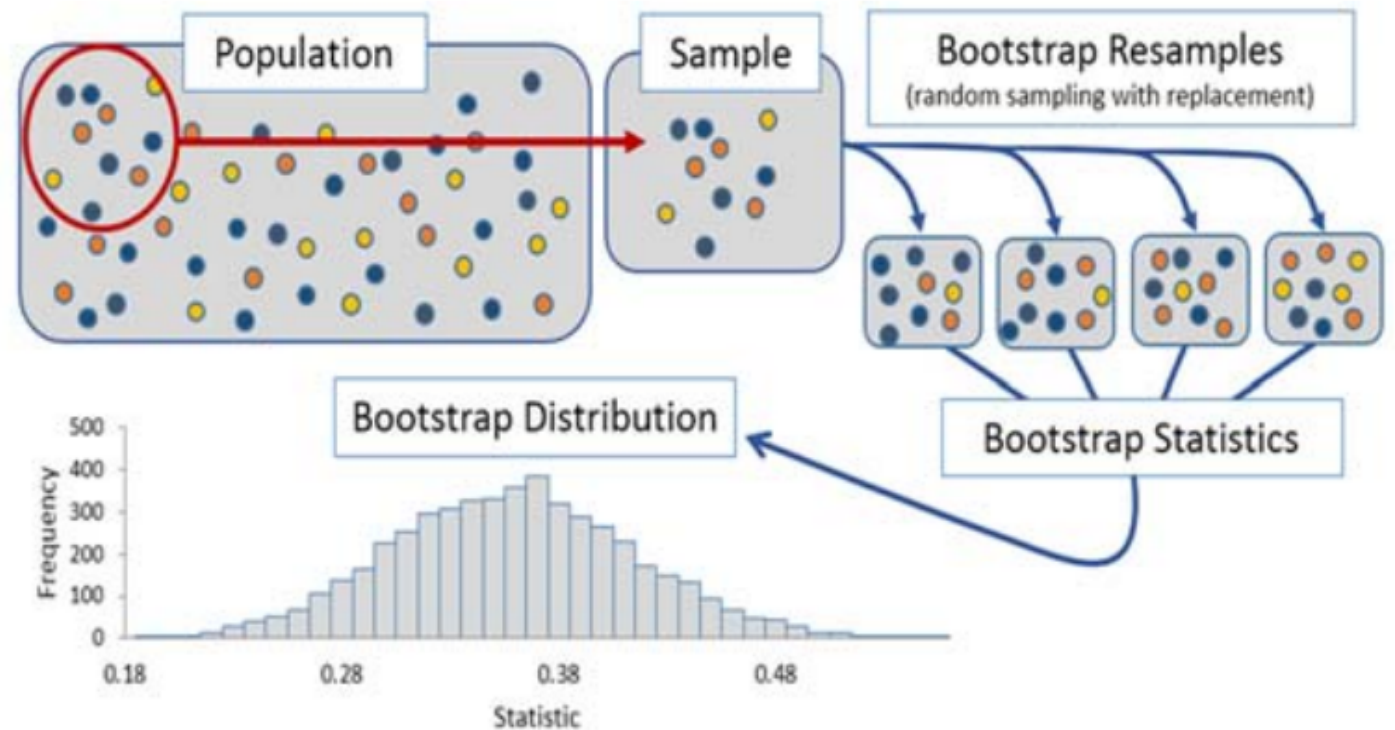 Population
Sample
Bootstrap Resamples
(random sampling with replacement)
Bootstrap Distribution
Bootstrap Statistics
500
400
300
200
100
0
Frequency
0.18
0.28
0.38
0.48
Statistic